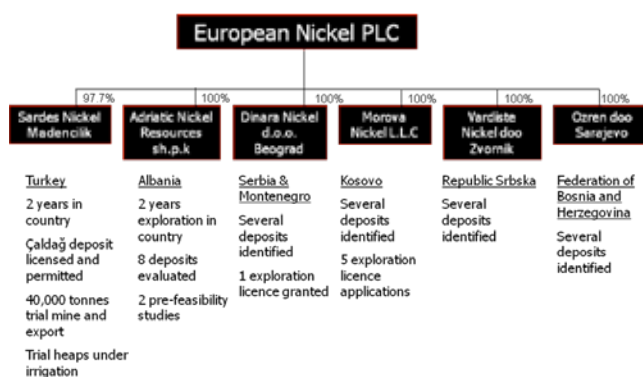 European Nickel PLC
97.7%
100%
100%
100%
100%
100%
Sardes Nickel
Madencilik
Adriatic Nickel
Resources
sh.p.k
Dinara Nickel
d.o.o.
Beograd
Morova
Nickel L.L.C
Vardiste
Nickel doo
Zvornik
Ozren doo
Sarajevo
Turkey
2 years in
country
Çaldağ deposit
licensed and
permitted
40,000 tonnes
trial mine and
export
Trial heaps under
irrigation
Albania
2 years
exploration in
country
8 deposits
evaluated
2 pre-feasibility
studies
Serbia &
Montenegro
Several
deposits
identified
1 exploration
licence granted
Kosovo
Several
deposits
identified
5 exploration
licence
applications
Republic Srbska
Several
deposits
identified
Federation of
Bosnia and
Herzegovina
Several
deposits
identified